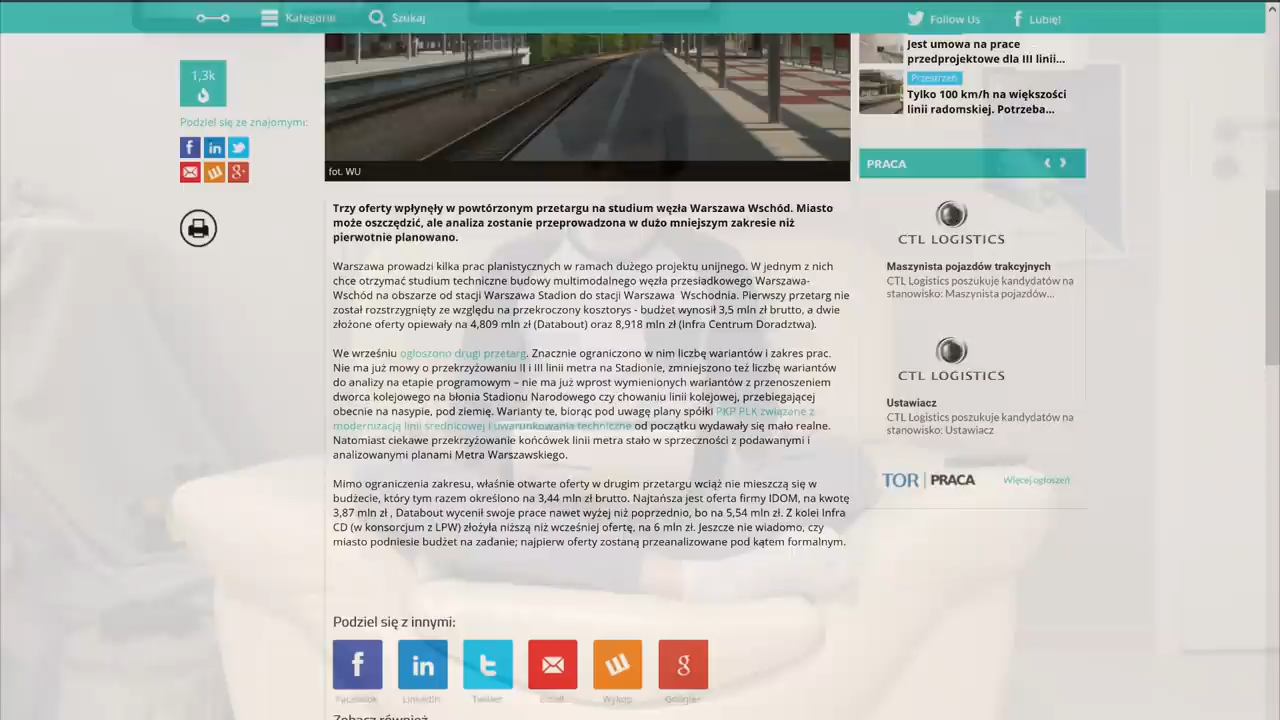 Kategorie
Szukaj
Follow Us
Lubię!
1,3k
Podziel się ze znajomymi:
fot. WU
Trzy oferty wpłynęły w powtórzonym przetargu na studium węzła Warszawa Wschód. Miasto
może oszczędzić, ale analiza zostanie przeprowadzona w dużo mniejszym zakresie niż
pierwotnie planowano.
Warszawa prowadzi kilka prac planistycznych w ramach dużego projektu unijnego. W jednym z nich
chce otrzymać studium techniczne budowy multimodalnego węzła przesiadkowego Warszawa-
Wschód na obszarze od stacji Warszawa Stadion do stacji Warszawa Wschodnia. Pierwszy przetarg nie
został rozstrzygnięty ze względu na przekroczony kosztorys - budżet wynosił 3,5 mln zł brutto, a dwie
złożone oferty opiewały na 4,809 mln zł (Databout) oraz 8,918 mln zł (Infra Centrum Doradztwa).
We wrześniu ogłoszono drugi przetarg. Znacznie ograniczono w nim liczbę wariantów i zakres prac.
Nie ma już mowy o przekrzyżowaniu II i III linii metra na Stadionie, zmniejszono też liczbę wariantów
do analizy na etapie programowym – nie ma już wprost wymienionych wariantów z przenoszeniem
dworca kolejowego na błonia Stadionu Narodowego czy chowaniu linii kolejowej, przebiegającej
obecnie na nasypie, pod ziemię. Warianty te, biorąc pod uwagę plany spółki PKP PLK związane z
modernizacją linii średnicowej i uwarunkowania techniczne od początku wydawały się mało realne.
Natomiast ciekawe przekrzyżowanie końcówek linii metra stało w sprzeczności z podawanymi i
analizowanymi planami Metra Warszawskiego.
Mimo ograniczenia zakresu, właśnie otwarte oferty w drugim przetargu wciąż nie mieszczą się w
budżecie, który tym razem określono na 3,44 mln zł brutto. Najtańsza jest oferta firmy IDOM, na kwotę
3,87 mln zł , Databout wycenił swoje prace nawet wyżej niż poprzednio, bo na 5,54 mln zł. Z kolei Infra
CD (w konsorcjum z LPW) złożyła niższą niż wcześniej ofertę, na 6 mln zł. Jeszcze nie wiadomo, czy
miasto podniesie budżet na zadanie; najpierw oferty zostaną przeanalizowane pod kątem formalnym.
Podziel się z innymi:
Facebook
LinkedIn
Twitter
Email
Wykop
Google+
Zobacz również
Jest umowa na prace
przedprojektowe dla III linii...
Przestrzeń
Tylko 100 km/h na większości
linii radomskiej. Potrzeba...
PRACA
CTL LOGISTICS
Maszynista pojazdów trakcyjnych
CTL Logistics poszukuje kandydatów na
stanowisko: Maszynista pojazdów...
CTL LOGISTICS
Ustawiacz
CTL Logistics poszukuje kandydatów na
stanowisko: Ustawiacz
TOR | PRACA
Więcej ogłoszeń